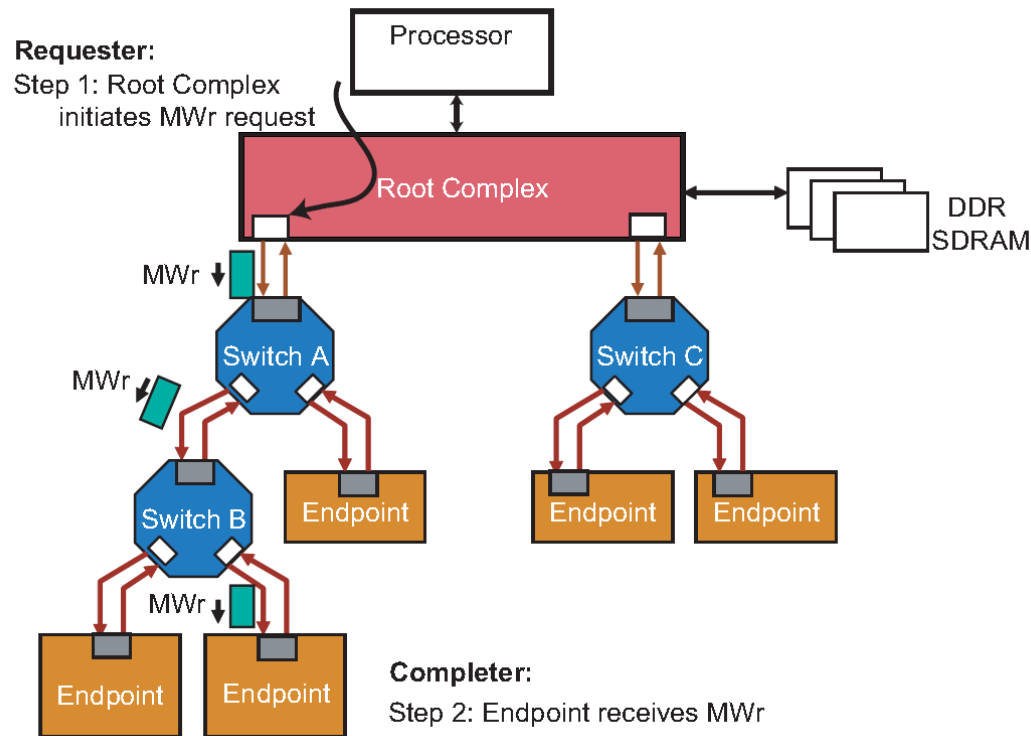 Processor
Requester:
Step 1: Root Complex
initiates MWr request
Root Complex
DDR
SDRAM
MWr
Switch A
Switch C
MWr
Endpoint
Endpoint
Endpoint
Switch B
MWr
Endpoint
Endpoint
Completer:
Step 2: Endpoint receives MWr